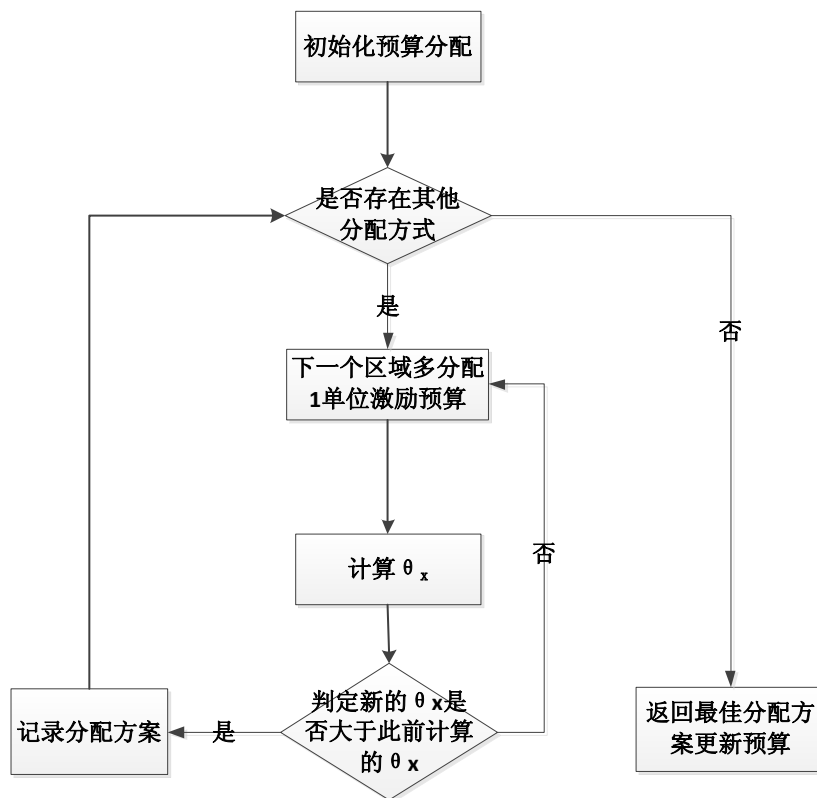 初始化预算分配
是否存在其他
分配方式
是
否
下一个区域多分配
1单位激励预算
计算θx
否
判定新的θx是
否大于此前计算
的θx
是
记录分配方案
返回最佳分配方
案更新预算